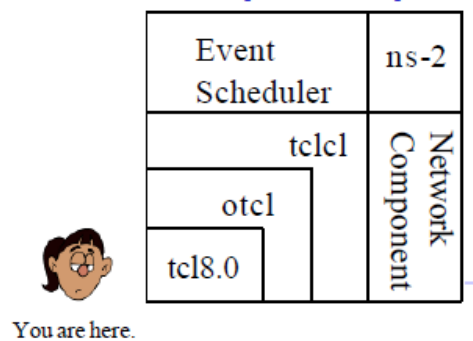 Event
Scheduler
ns-2
tclcl
Network
Component
otcl
tcl8.0
You are here.